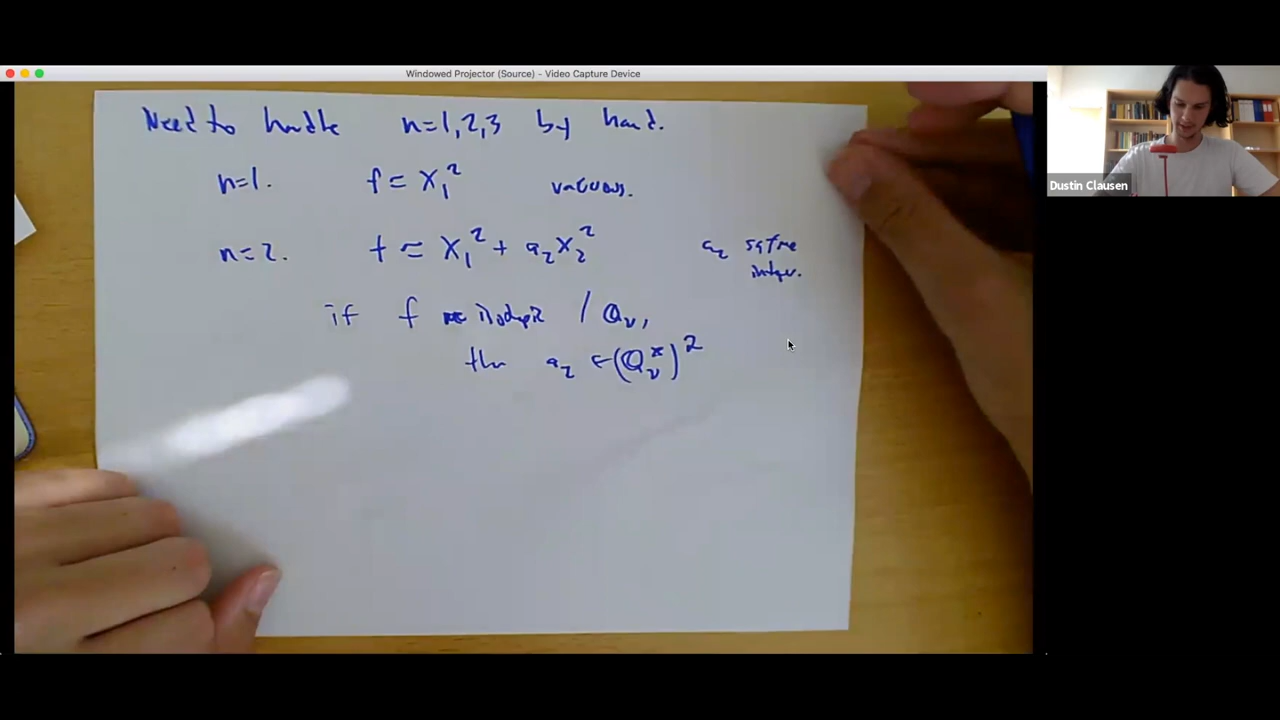 Windowed Projector (Source) - Video Capture Device
Need to handle n=1,2,3 by hand.
n=1. f = X₁² vacuous.
n=2. f ≈ X₁² + a₂X₂² a₂ sqfree
integer.
if f isotropic / ℚᵥ,
then a₂ ∈ (ℚᵥˣ)²
Dustin Clausen